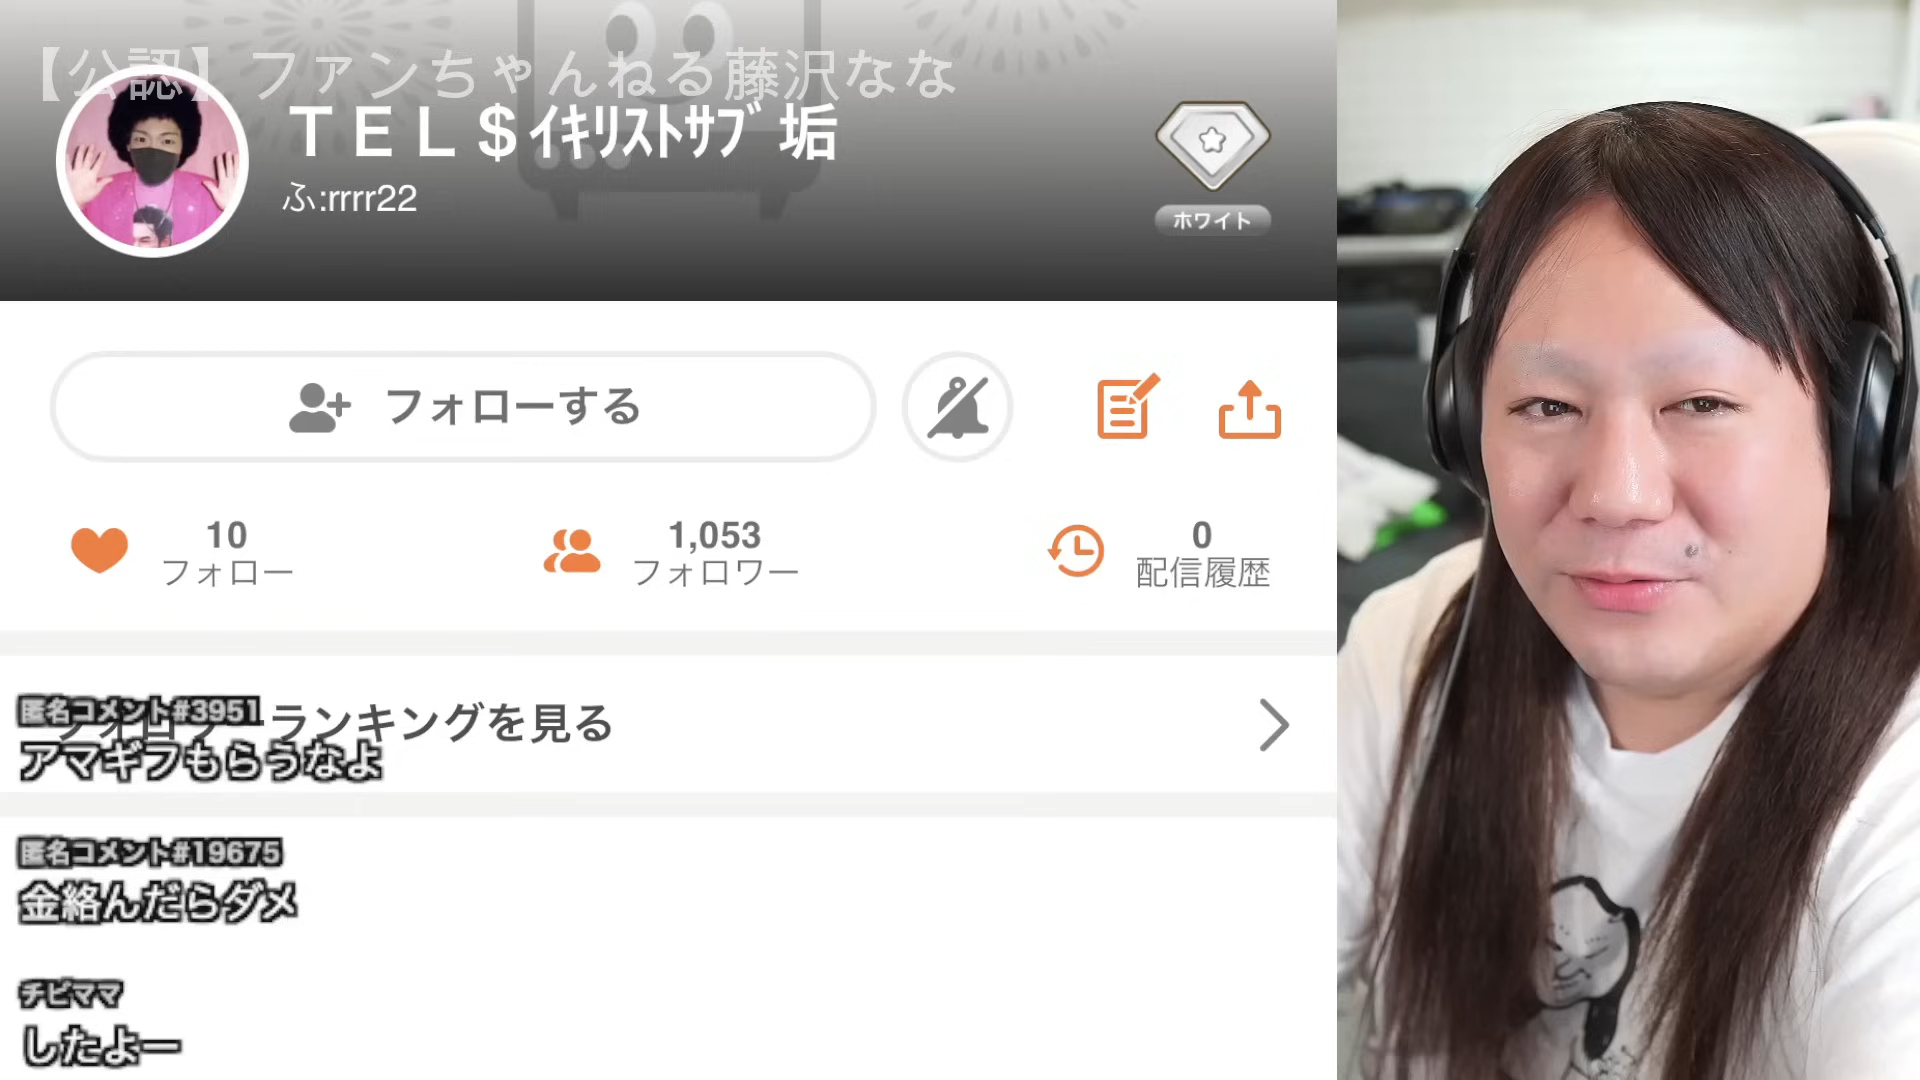 【公認】ファンちゃんねる藤沢なな
ＴＥＬ＄ｲｷﾘｽﾄｻﾌﾞ垢
ふ:rrrr22
ホワイト
フォローする
10
フォロー
1,053
フォロワー
0
配信履歴
フォロワーランキングを見る
匿名コメント#3951
アマギフもらうなよ
匿名コメント#19675
金絡んだらダメ
チビママ
したよー